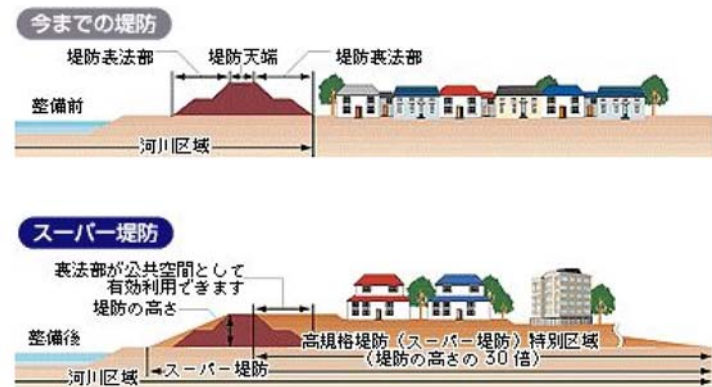 今までの堤防
堤防表法部
堤防天端
堤防裏法部
整備前
河川区域
スーパー堤防
裏法部が公共空間として
有効利用できます
堤防の高さ
整備後
高規格堤防（スーパー堤防）特別区域
（堤防の高さの30倍）
スーパー堤防
河川区域